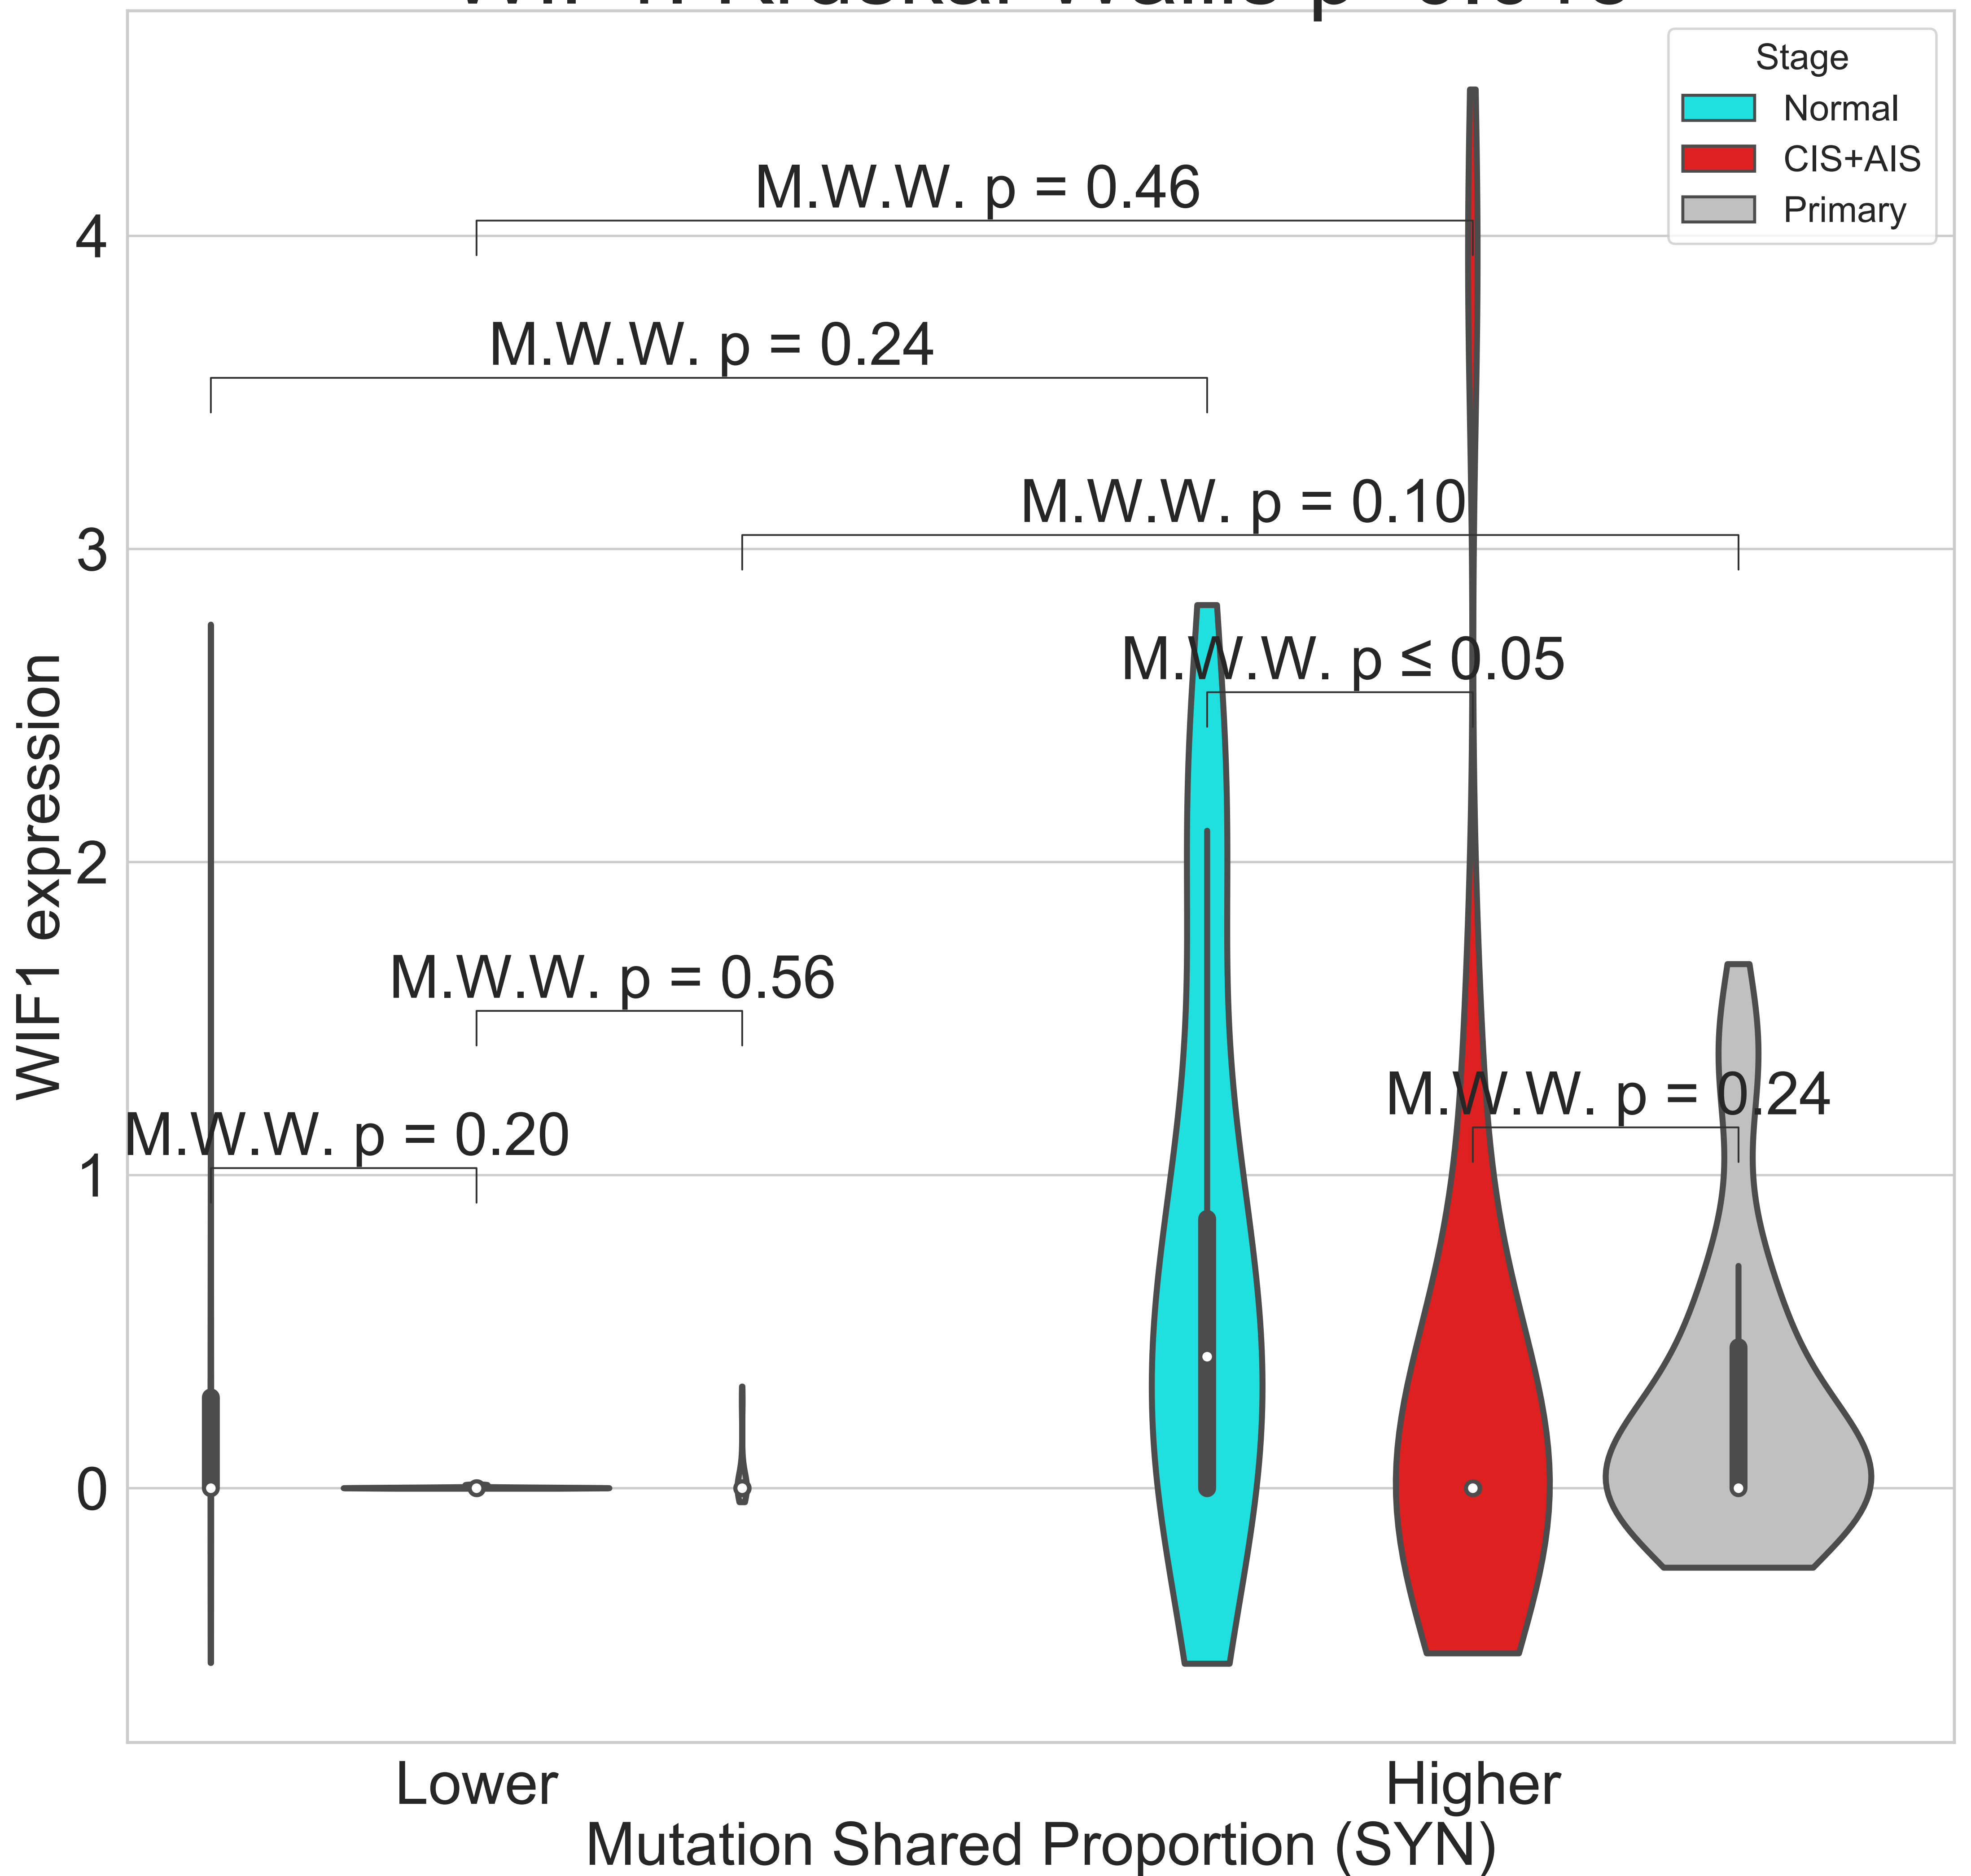 Stage
Normal
CIS+AIS
Primary
M.W.W. p = 0.46
M.W.W. p = 0.24
M.W.W. p = 0.10
M.W.W. p ≤ 0.05
M.W.W. p = 0.56
M.W.W. p = 0.24
M.W.W. p = 0.20
4
3
2
1
0
WIF1 expression
Lower
Higher
Mutation Shared Proportion (SYN)